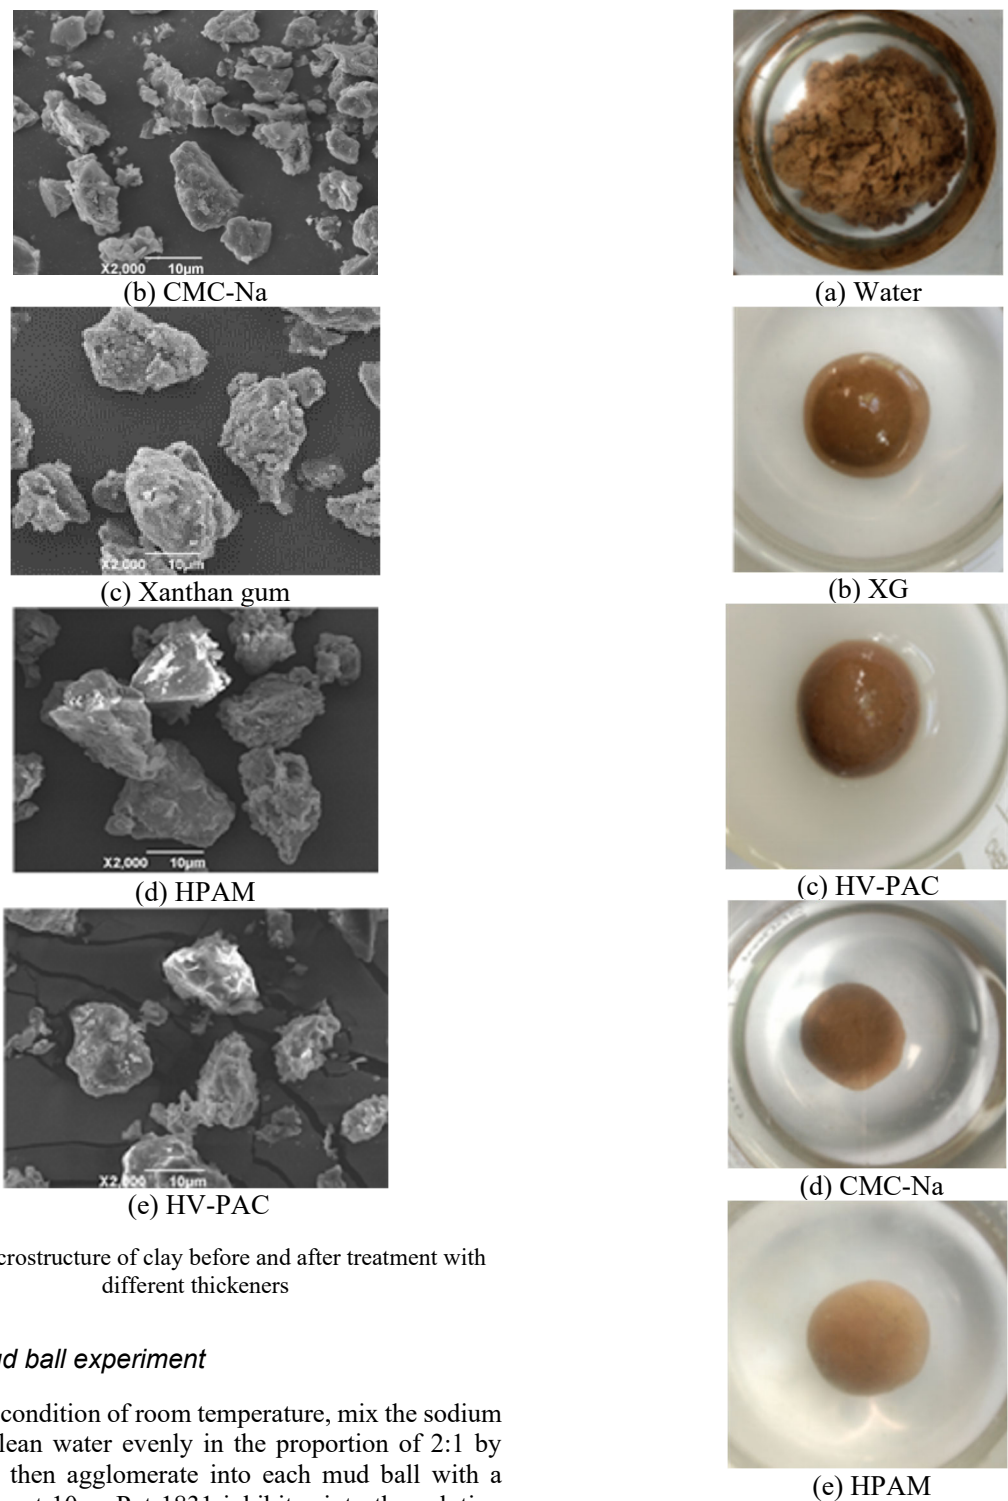 X2,000 10µm
(b) CMC-Na
X2,000 10µm
(c) Xanthan gum
X2,000 10µm
(d) HPAM
X2,000 10µm
(e) HV-PAC
crostructure of clay before and after treatment with
different thickeners
ud ball experiment
condition of room temperature, mix the sodium
lean water evenly in the proportion of 2:1 by
then agglomerate into each mud ball with a
(a) Water
(b) XG
(c) HV-PAC
(d) CMC-Na
(e) HPAM